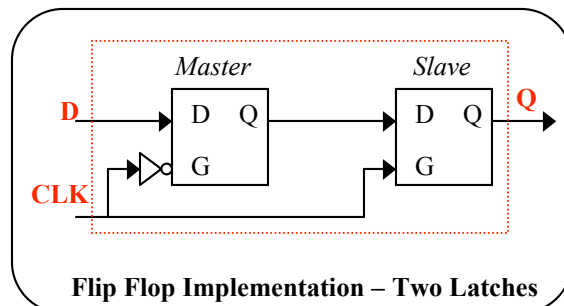 Master Slave
Q
D D Q D Q
G G
CLK
Flip Flop Implementation – Two Latches